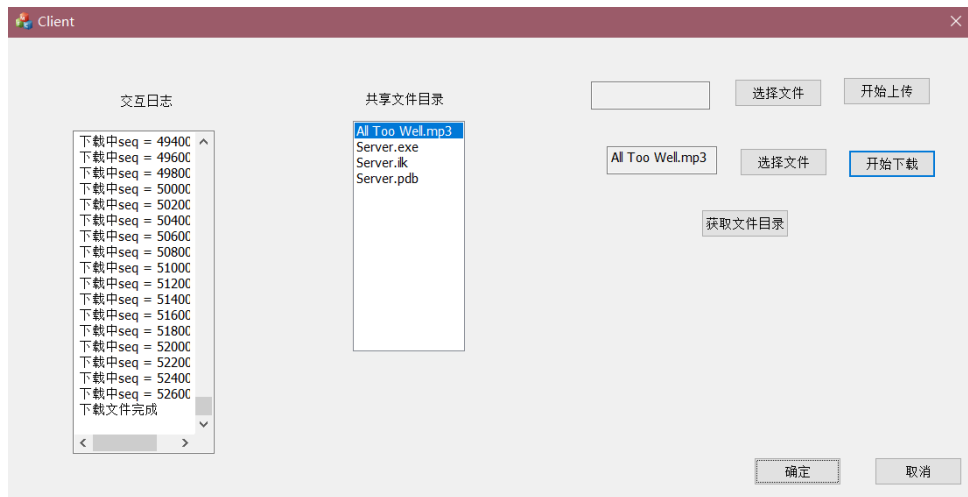 Client
交互日志
下载中seq = 49400
下载中seq = 49600
下载中seq = 49800
下载中seq = 50000
下载中seq = 50200
下载中seq = 50400
下载中seq = 50600
下载中seq = 50800
下载中seq = 51000
下载中seq = 51200
下载中seq = 51400
下载中seq = 51600
下载中seq = 51800
下载中seq = 52000
下载中seq = 52200
下载中seq = 52400
下载中seq = 52600
下载文件完成
共享文件目录
All Too Well.mp3
Server.exe
Server.ilk
Server.pdb
选择文件
开始上传
All Too Well.mp3
选择文件
开始下载
获取文件目录
确定
取消